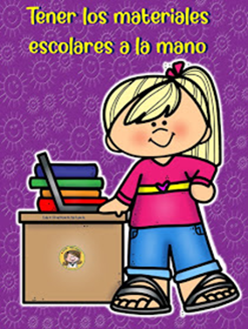 Tener los materiales
escolares a la mano